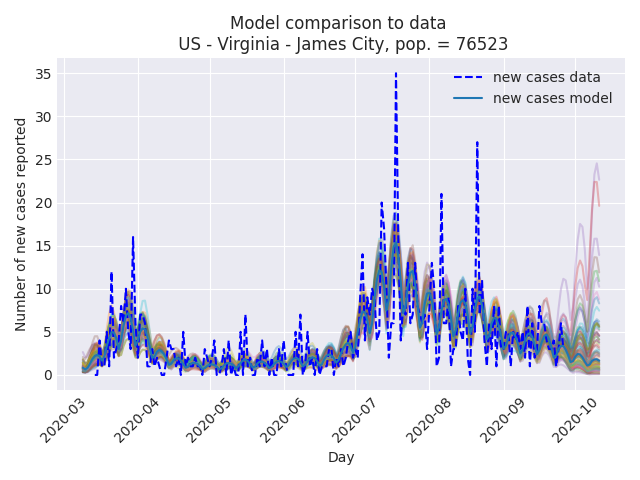 Model comparison to data
US - Virginia - James City, pop. = 76523
new cases data
new cases model
Number of new cases reported
35
30
25
20
15
10
5
0
2020-03
2020-04
2020-05
2020-06
2020-07
2020-08
2020-09
2020-10
Day